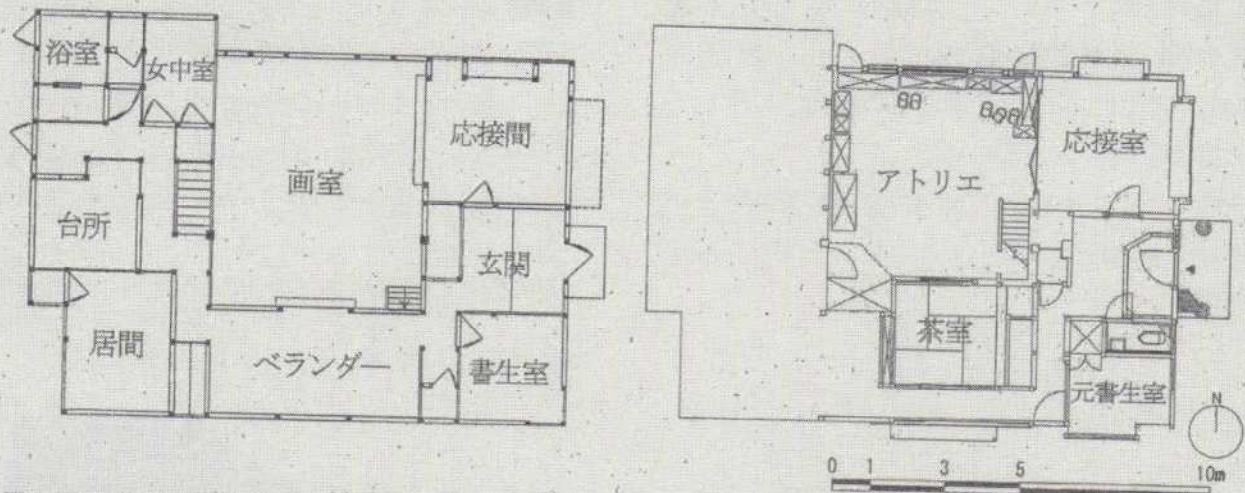 浴室
女中室
画室
応接間
台所
玄関
居間
ベランダー
書生室
アトリエ
応接室
茶室
元書生室
N
0 1 3 5 10m